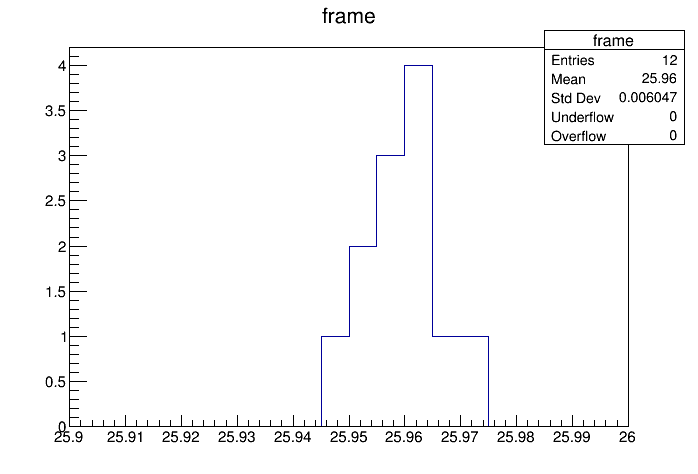 frame
frame
Entries 12
Mean 25.96
Std Dev 0.006047
Underflow 0
Overflow 0
4
3.5
3
2.5
2
1.5
1
0.5
0
25.9 25.91 25.92 25.93 25.94 25.95 25.96 25.97 25.98 25.99 26